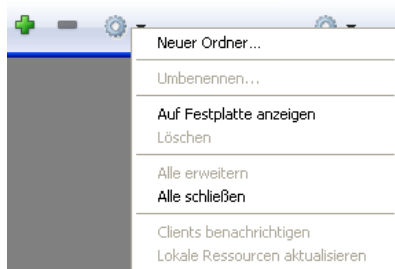 Neuer Ordner...
Umbenennen...
Auf Festplatte anzeigen
Löschen
Alle erweitern
Alle schließen
Clients benachrichtigen
Lokale Ressourcen aktualisieren